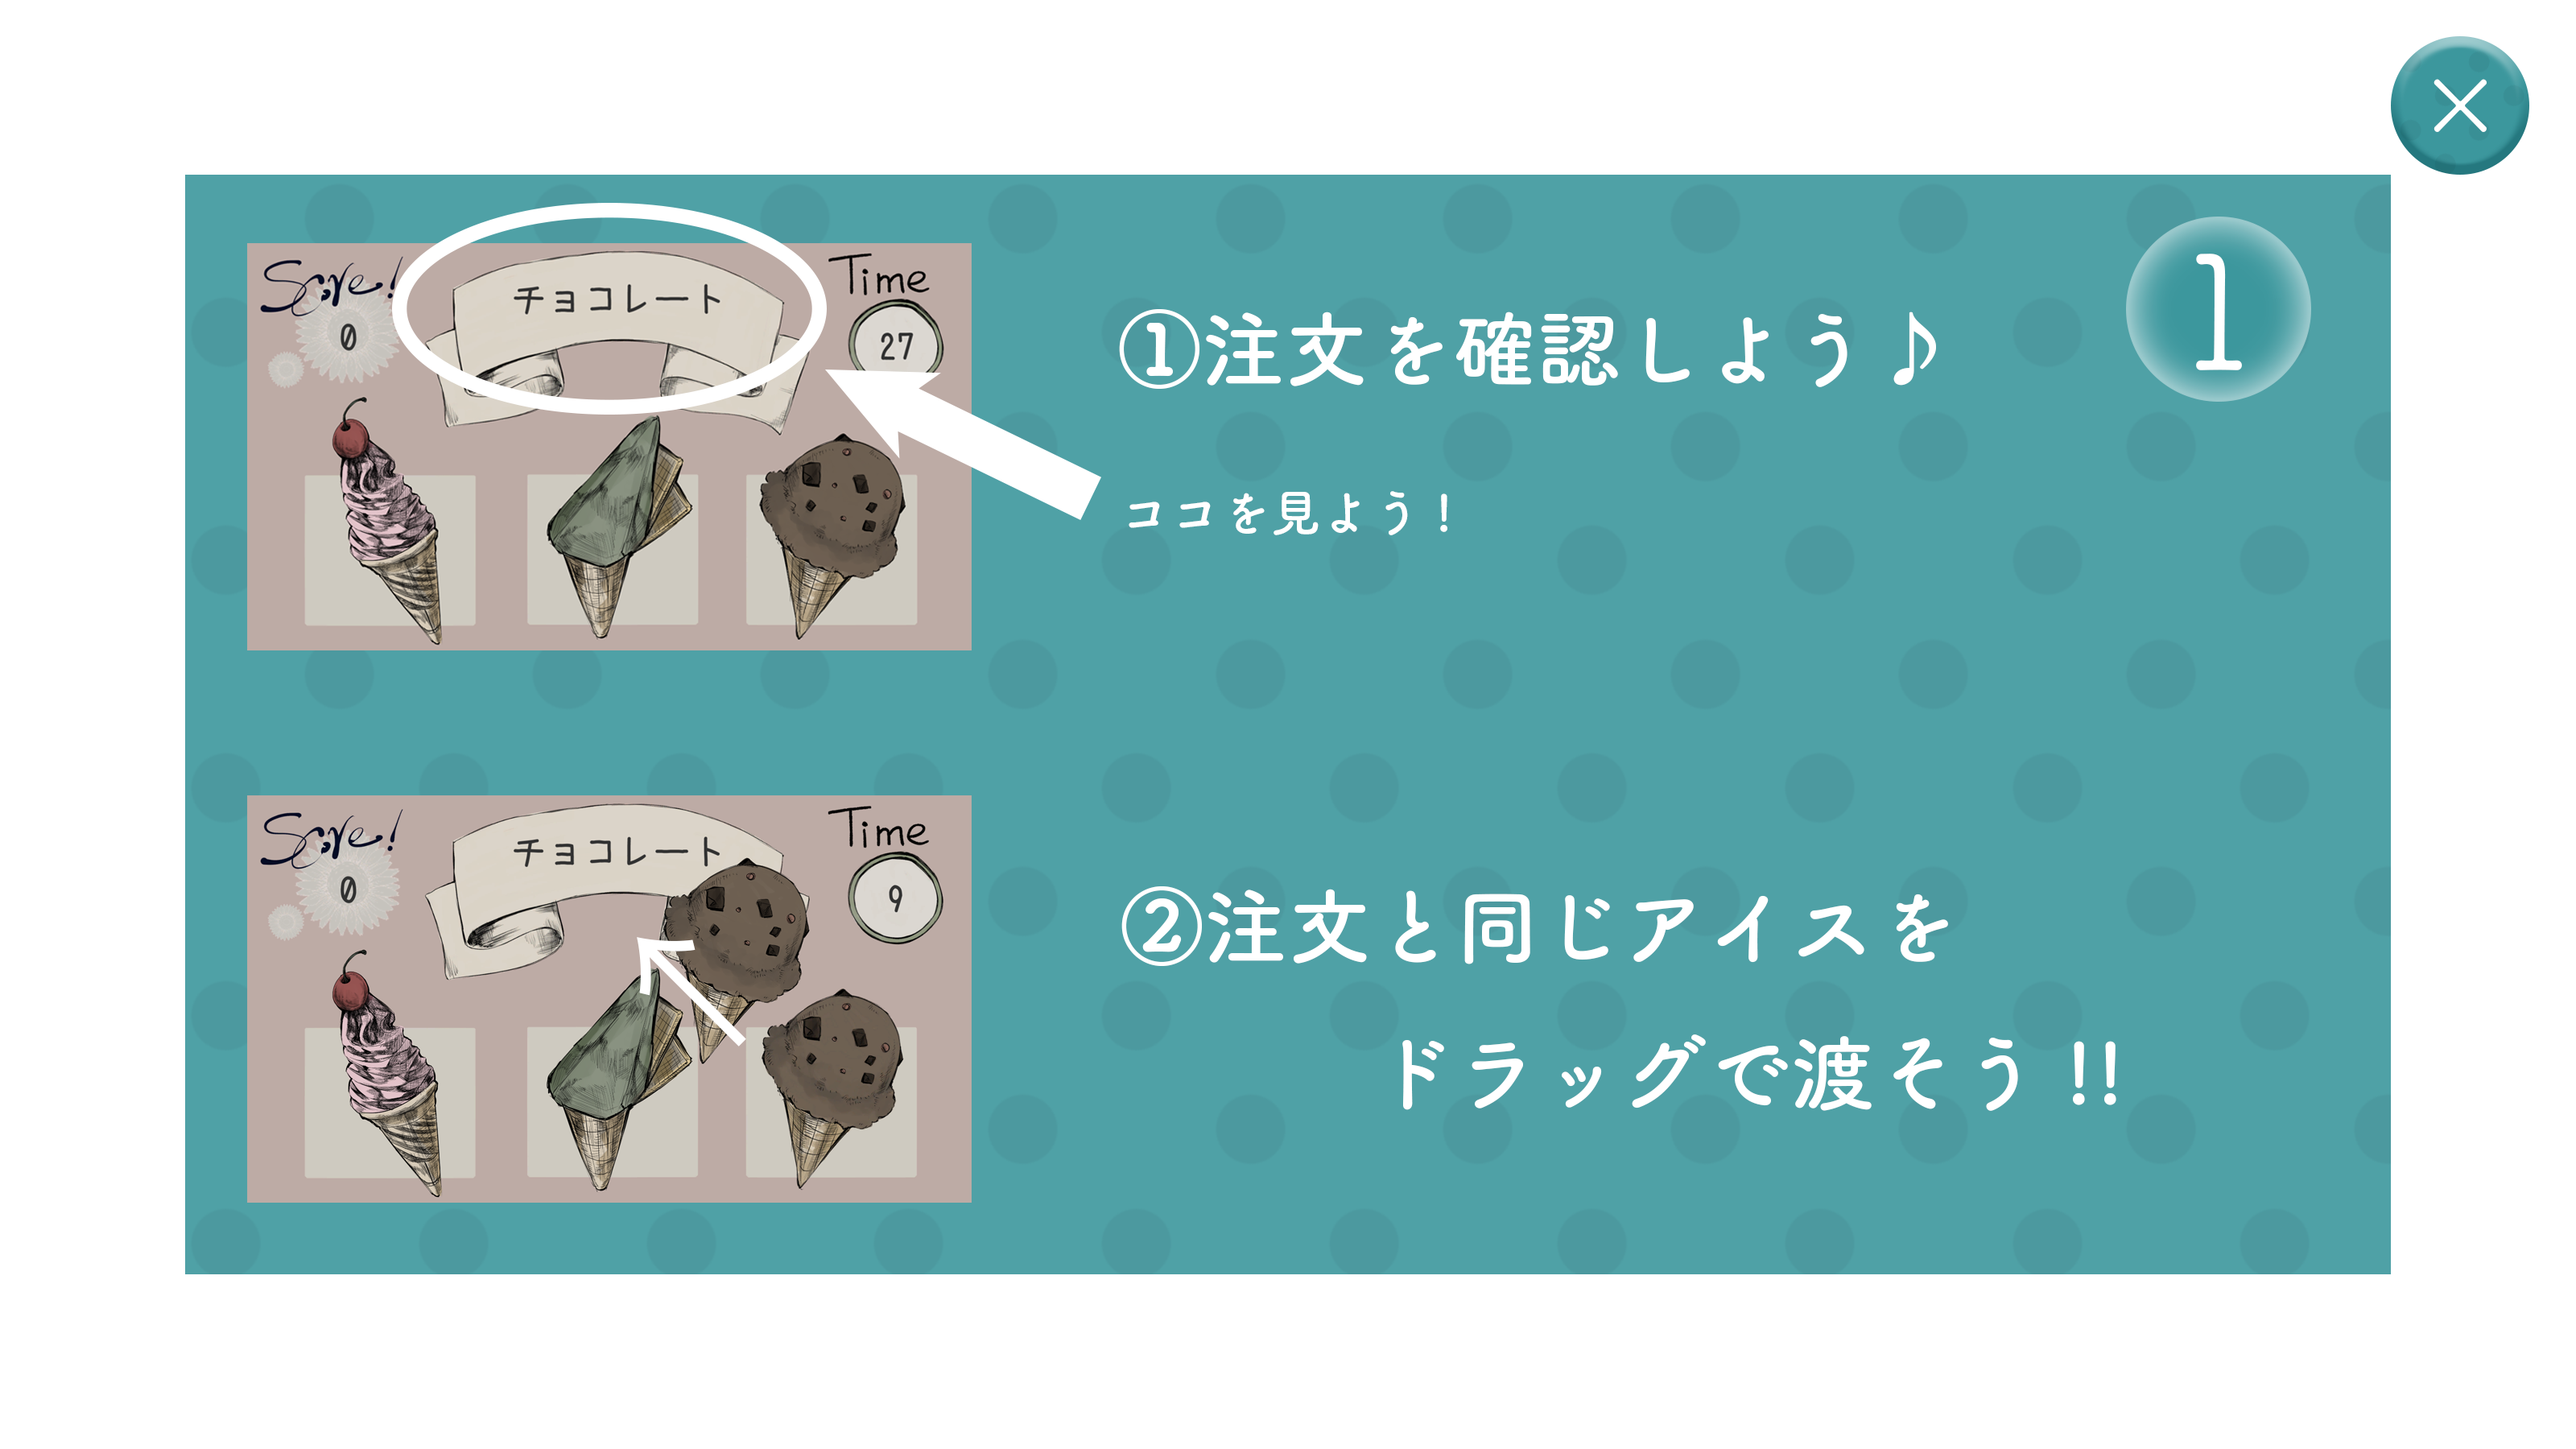 Score!
0
チョコレート
Time
27
①注文を確認しよう♪
1
ココを見よう！
Score!
0
チョコレート
Time
9
②注文と同じアイスを
ドラッグで渡そう!!